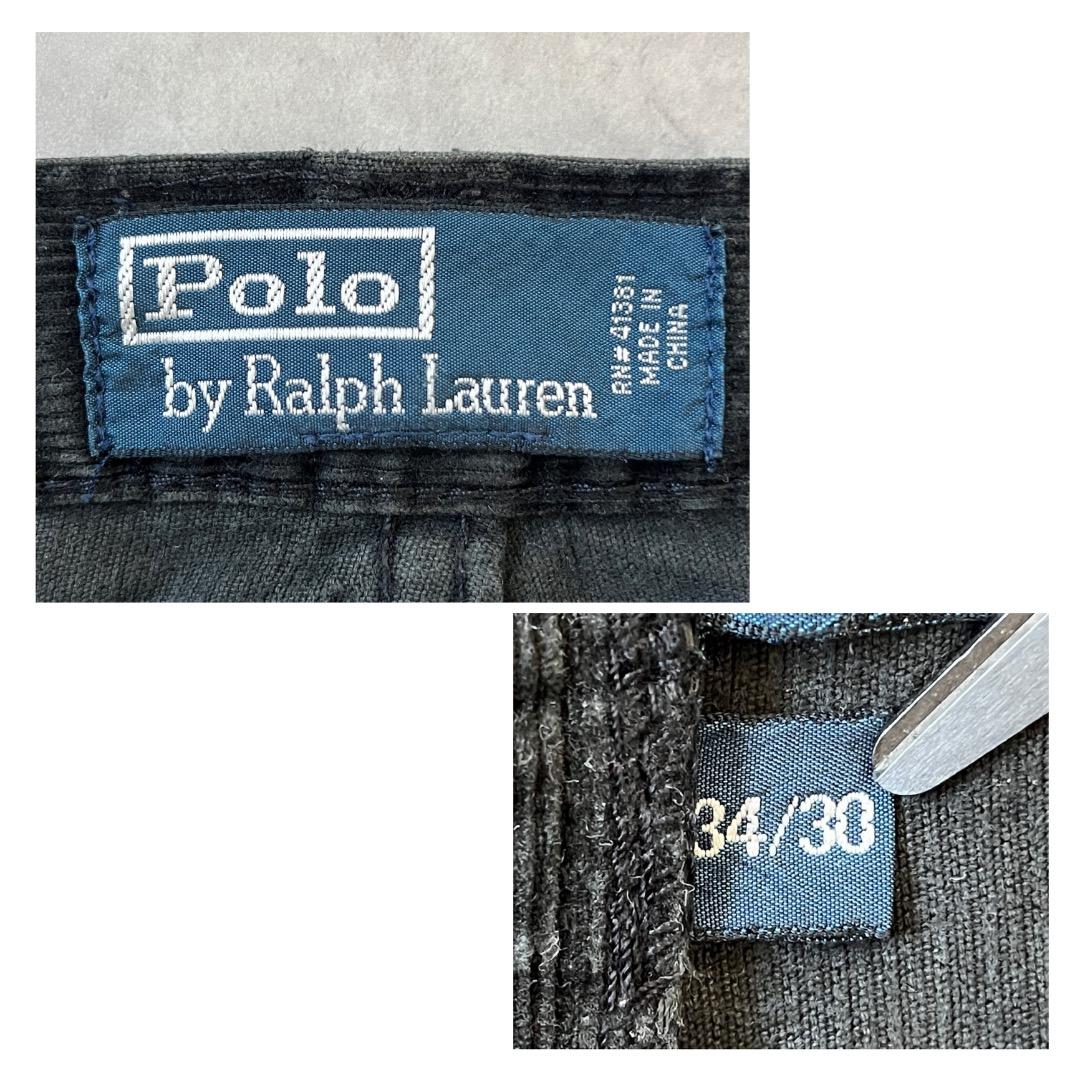 Polo
by Ralph Lauren
RN# 41381
MADE IN
CHINA
34/30